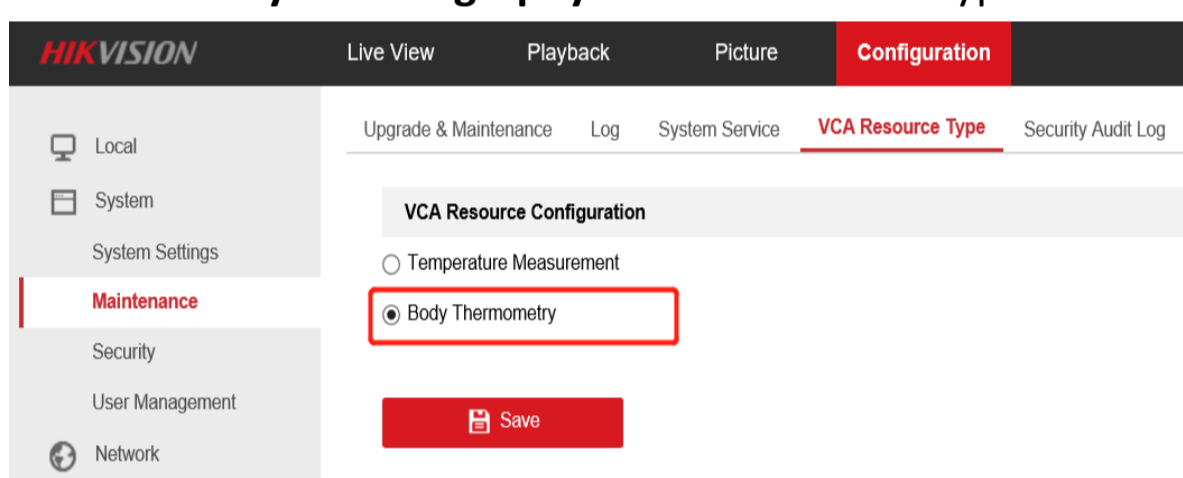 HIKVISION Live View Playback Picture Configuration
Upgrade & Maintenance Log System Service VCA Resource Type Security Audit Log
Local
System
System Settings
Maintenance
Security
User Management
Network
VCA Resource Configuration
Temperature Measurement
Body Thermometry
Save